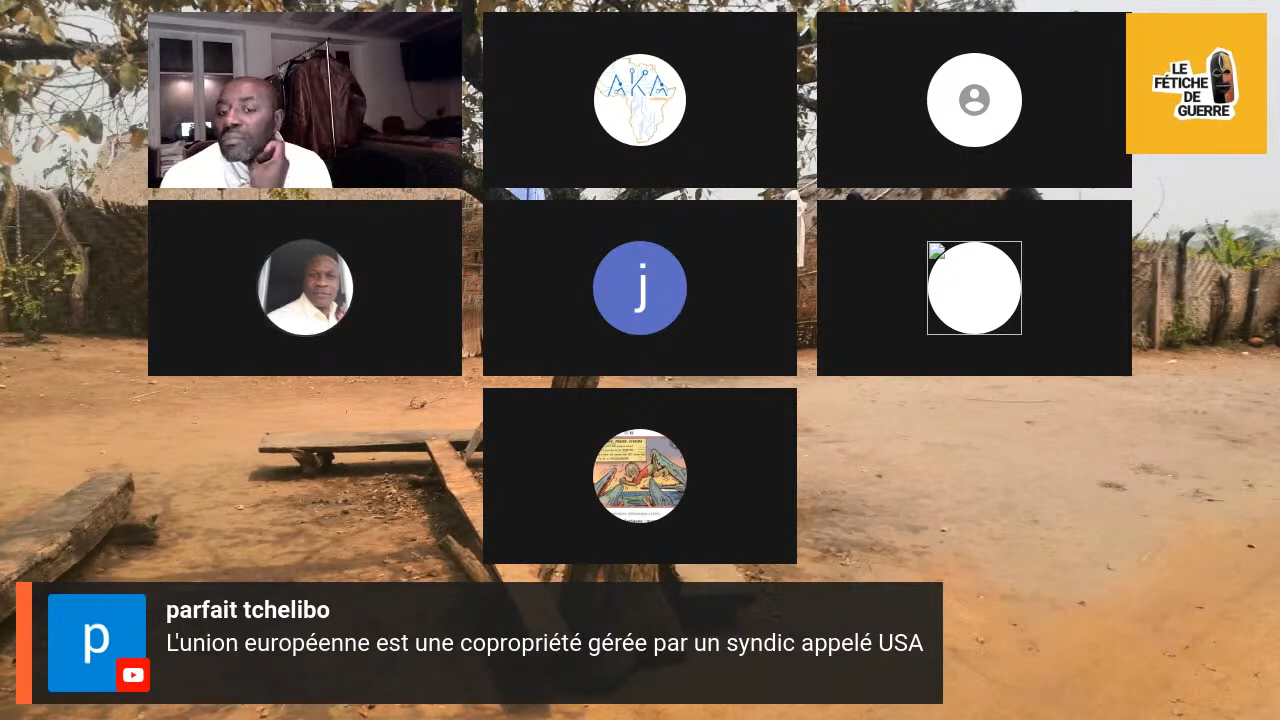 AKA
LE
FÉTICHE
DE
GUERRE
j
p
parfait tchelibo
L'union européenne est une copropriété gérée par un syndic appelé USA